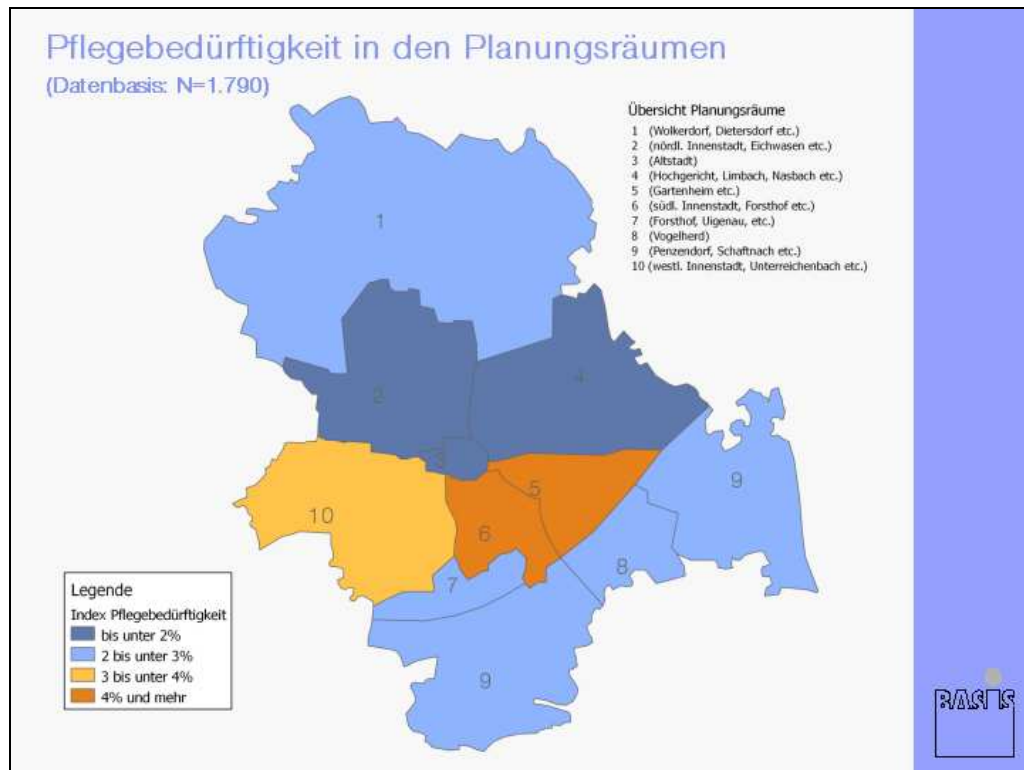 Pflegebedürftigkeit in den Planungsräumen
(Datenbasis: N=1.790)
Übersicht Planungsräume
1 (Wolkerdorf, Dietersdorf etc.)
2 (nördl. Innenstadt, Eichwasen etc.)
3 (Altstadt)
4 (Hochgericht, Limbach, Nasbach etc.)
5 (Gartenheim etc.)
6 (südl. Innenstadt, Forsthof etc.)
7 (Forsthof, Uigenau, etc.)
8 (Vogelherd)
9 (Penzendorf, Schaftnach etc.)
10 (westl. Innenstadt, Unterreichenbach etc.)
1
2
4
3
9
5
10
6
8
7
9
Legende
Index Pflegebedürftigkeit
bis unter 2%
2 bis unter 3%
3 bis unter 4%
4% und mehr
BASIS